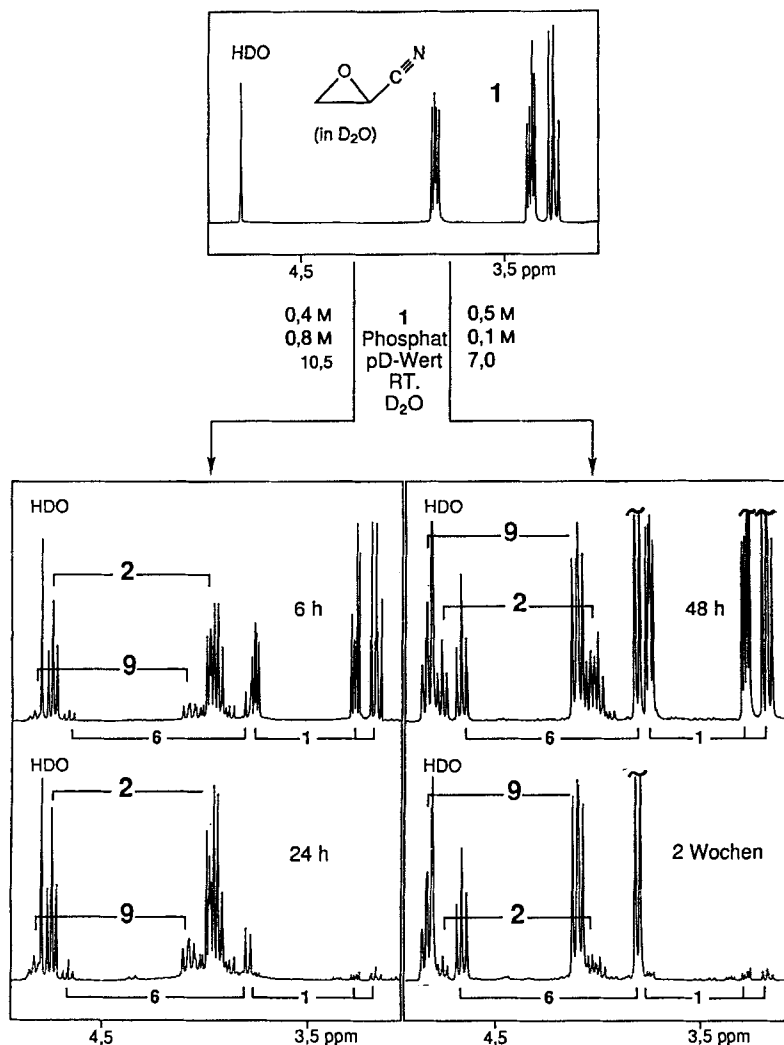 HDO
O
C≡N
1
(in D₂O)
4,5
3,5 ppm
0,4 M
1
0,5 M
0,8 M
Phosphat
0,1 M
10,5
pD-Wert
7,0
RT.
D₂O
HDO
2
6 h
9
6
1
HDO
9
2
48 h
6
1
HDO
2
24 h
9
6
1
4,5
3,5 ppm
HDO
9
2 Wochen
2
6
1
4,5
3,5 ppm